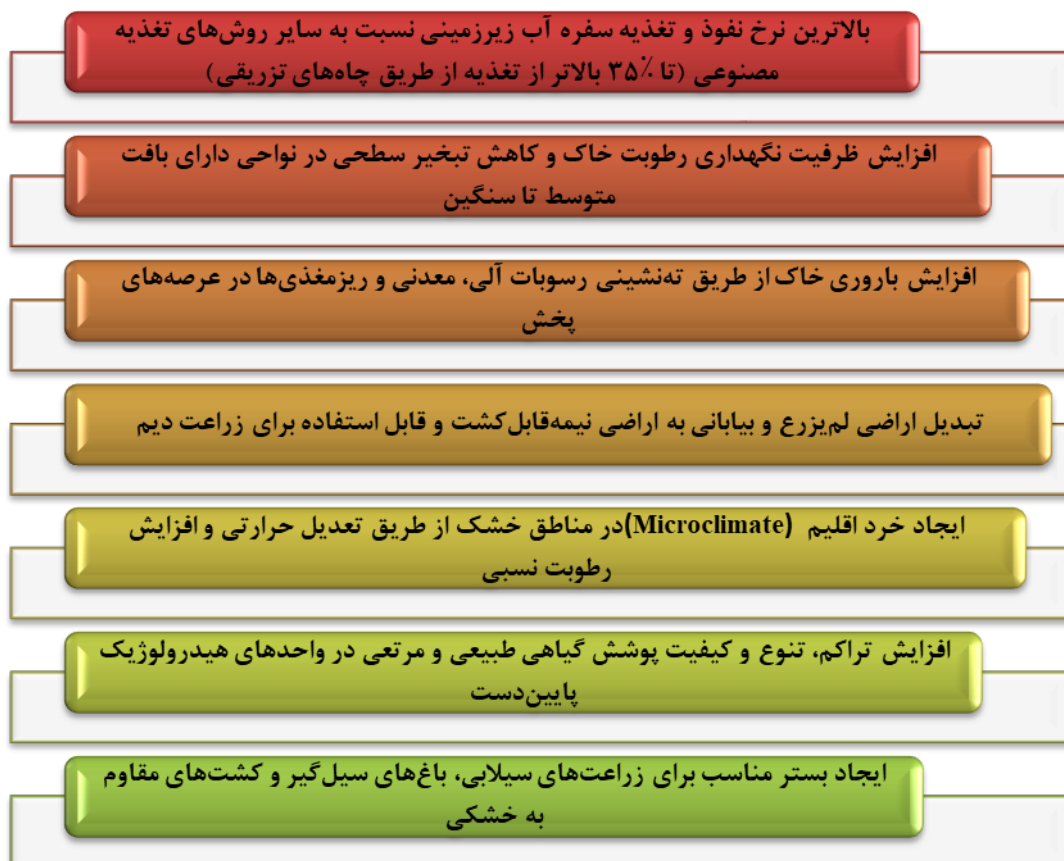 بالاترین نرخ نفوذ و تغذیه سفره آب زیرزمینی نسبت به سایر روش‌های تغذیه
مصنوعی (تا ۳۵٪ بالاتر از تغذیه از طریق چاه‌های تزریقی)
افزایش ظرفیت نگهداری رطوبت خاک و کاهش تبخیر سطحی در نواحی دارای بافت
متوسط تا سنگین
افزایش باروری خاک از طریق ته‌نشینی رسوبات آلی، معدنی و ریزمغذی‌ها در عرصه‌های
پخش
تبدیل اراضی لم‌یزرع و بیابانی به اراضی نیمه‌قابل‌کشت و قابل استفاده برای زراعت دیم
ایجاد خرد اقلیم (Microclimate)در مناطق خشک از طریق تعدیل حرارتی و افزایش
رطوبت نسبی
افزایش تراکم، تنوع و کیفیت پوشش گیاهی طبیعی و مرتعی در واحدهای هیدرولوژیک
پایین‌دست
ایجاد بستر مناسب برای زراعت‌های سیلابی، باغ‌های سیل‌گیر و کشت‌های مقاوم
به خشکی